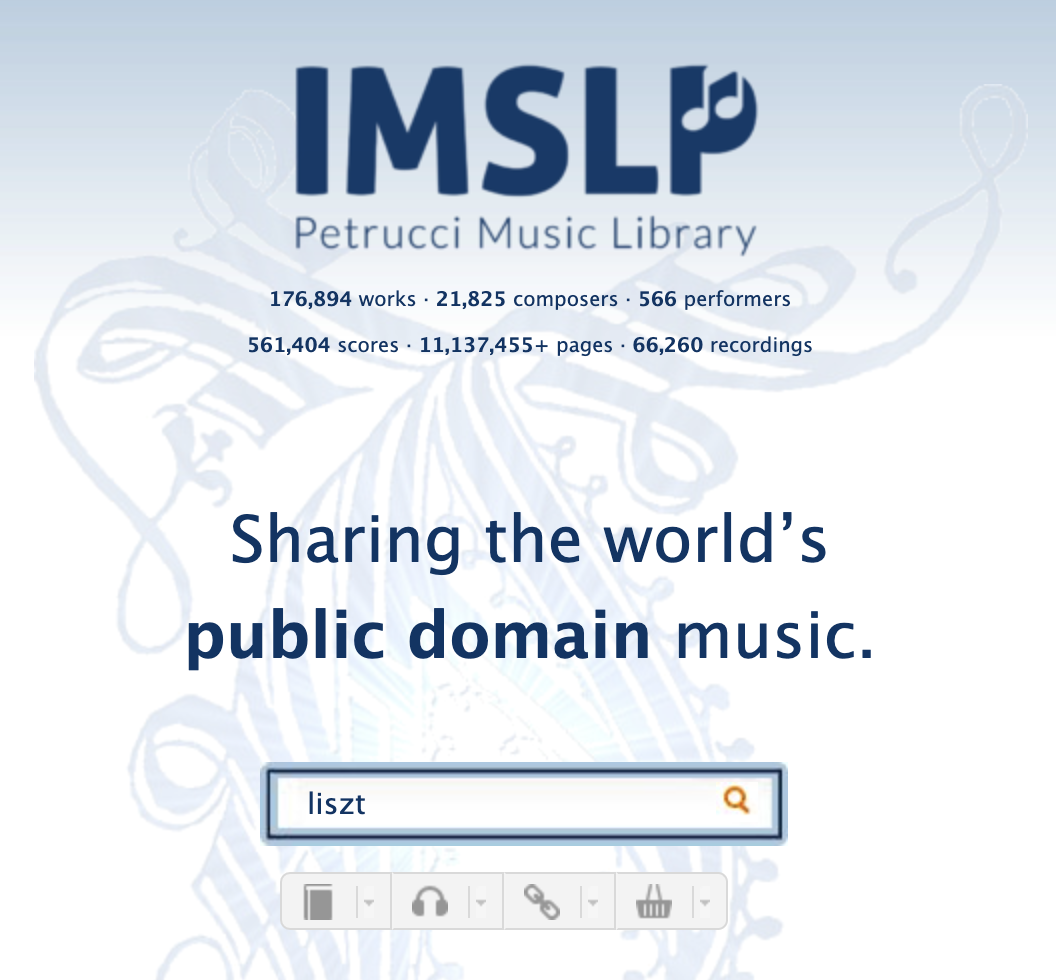 IMSLP
Petrucci Music Library
176,894 works · 21,825 composers · 566 performers
561,404 scores · 11,137,455+ pages · 66,260 recordings
Sharing the world’s
public domain music.
liszt